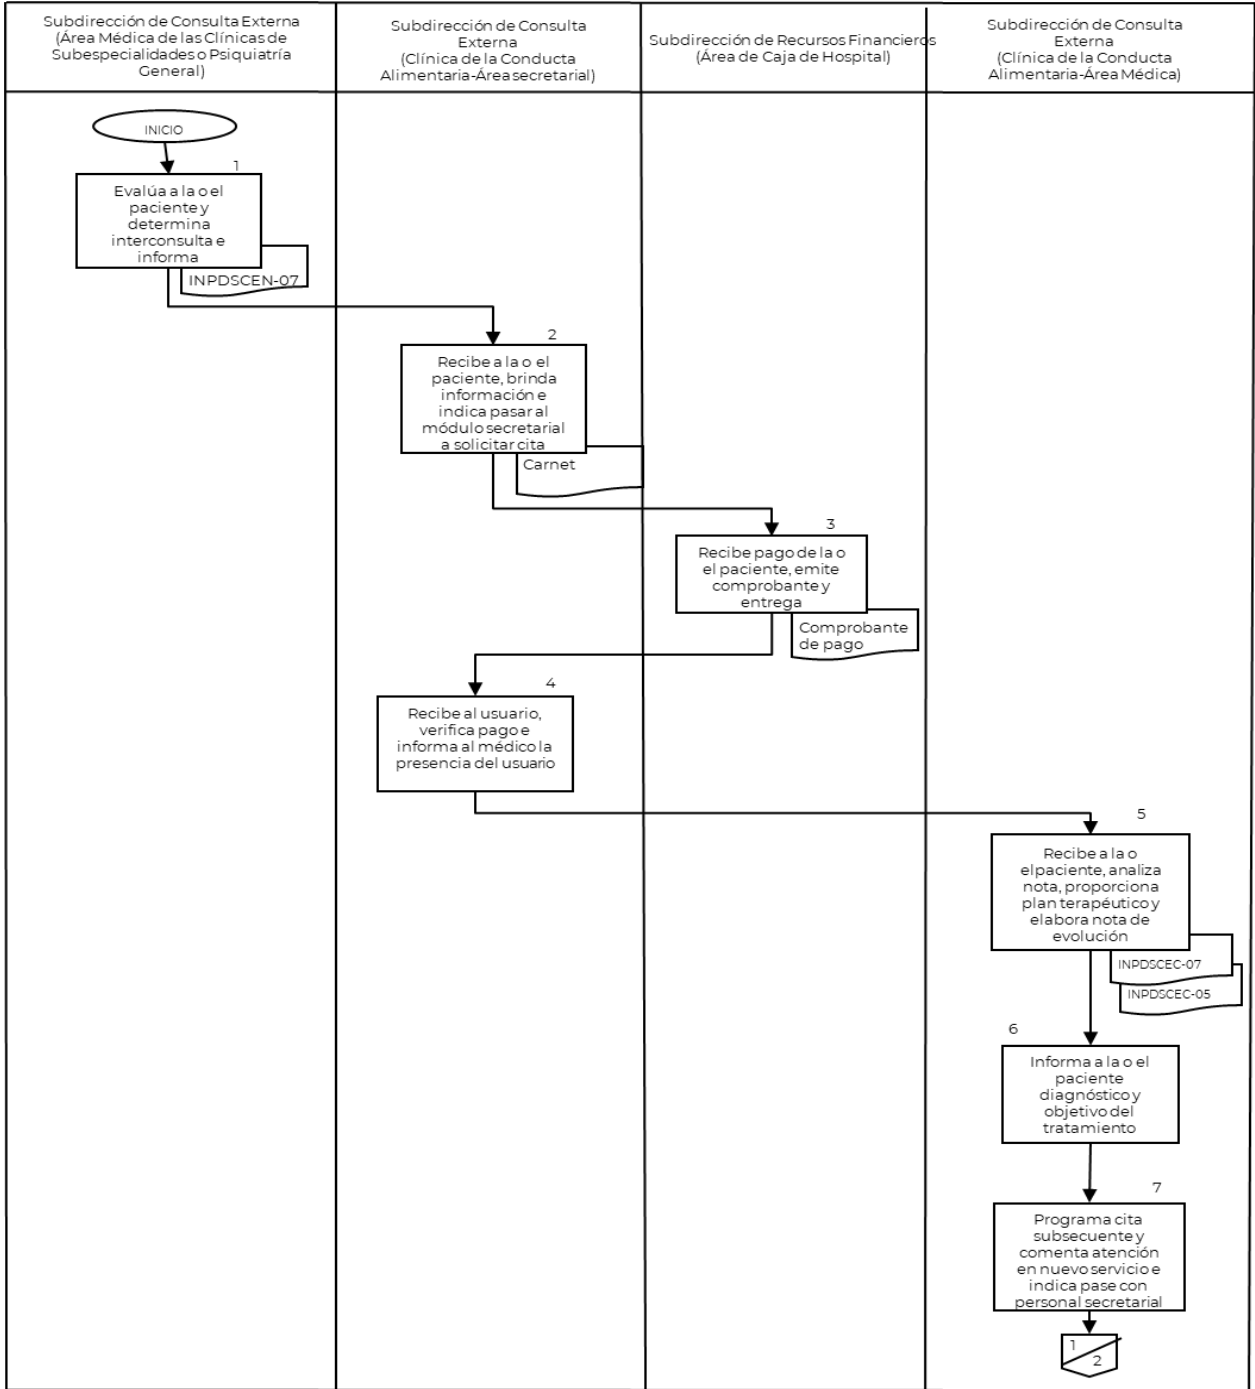 Subdirección de Consulta Externa
(Área Médica de las Clínicas de
Subespecialidades o Psiquiatría
General)
Subdirección de Consulta
Externa
(Clínica de la Conducta
Alimentaria-Área secretarial)
Subdirección de Recursos Financieros
(Área de Caja de Hospital)
Subdirección de Consulta
Externa
(Clínica de la Conducta
Alimentaria-Área Médica)
INICIO
1
Evalúa a la o el
paciente y
determina
interconsulta e
informa
INPDSCEN-07
2
Recibe a la o el
paciente, brinda
información e
indica pasar al
módulo secretarial
a solicitar cita
Carnet
3
Recibe pago de la o
el paciente, emite
comprobante y
entrega
Comprobante
de pago
4
Recibe al usuario,
verifica pago e
informa al médico la
presencia del usuario
5
Recibe a la o
elpaciente, analiza
nota, proporciona
plan terapéutico y
elabora nota de
evolución
INPDSCEC-07
INPDSCEC-05
6
Informa a la o el
paciente
diagnóstico y
objetivo del
tratamiento
7
Programa cita
subsecuente y
comenta atención
en nuevo servicio e
indica pase con
personal secretarial
1
2